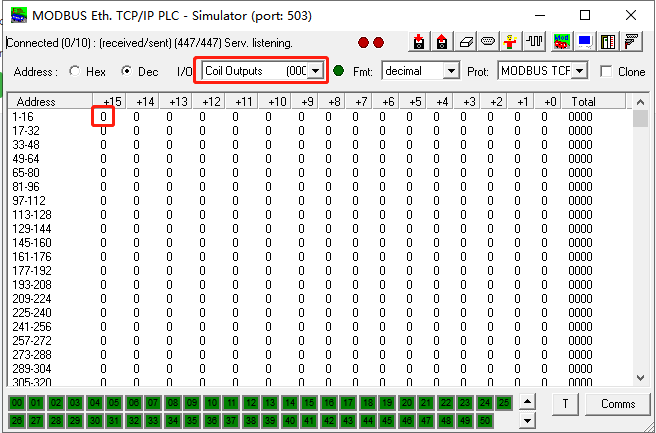 MODBUS Eth. TCP/IP PLC - Simulator (port: 503)
Connected (0/10) : (received/sent) (447/447) Serv. listening.
Address : Hex Dec I/O Coil Outputs (000 Fmt: decimal Prot: MODBUS TCP Clone
Address +15 +14 +13 +12 +11 +10 +9 +8 +7 +6 +5 +4 +3 +2 +1 +0 Total
1-16 0 0 0 0 0 0 0 0 0 0 0 0 0 0 0 0 0000
17-32 0 0 0 0 0 0 0 0 0 0 0 0 0 0 0 0 0000
33-48 0 0 0 0 0 0 0 0 0 0 0 0 0 0 0 0 0000
49-64 0 0 0 0 0 0 0 0 0 0 0 0 0 0 0 0 0000
65-80 0 0 0 0 0 0 0 0 0 0 0 0 0 0 0 0 0000
81-96 0 0 0 0 0 0 0 0 0 0 0 0 0 0 0 0 0000
97-112 0 0 0 0 0 0 0 0 0 0 0 0 0 0 0 0 0000
113-128 0 0 0 0 0 0 0 0 0 0 0 0 0 0 0 0 0000
129-144 0 0 0 0 0 0 0 0 0 0 0 0 0 0 0 0 0000
145-160 0 0 0 0 0 0 0 0 0 0 0 0 0 0 0 0 0000
161-176 0 0 0 0 0 0 0 0 0 0 0 0 0 0 0 0 0000
177-192 0 0 0 0 0 0 0 0 0 0 0 0 0 0 0 0 0000
193-208 0 0 0 0 0 0 0 0 0 0 0 0 0 0 0 0 0000
209-224 0 0 0 0 0 0 0 0 0 0 0 0 0 0 0 0 0000
225-240 0 0 0 0 0 0 0 0 0 0 0 0 0 0 0 0 0000
241-256 0 0 0 0 0 0 0 0 0 0 0 0 0 0 0 0 0000
257-272 0 0 0 0 0 0 0 0 0 0 0 0 0 0 0 0 0000
273-288 0 0 0 0 0 0 0 0 0 0 0 0 0 0 0 0 0000
289-304 0 0 0 0 0 0 0 0 0 0 0 0 0 0 0 0 0000
305-320 0 0 0 0 0 0 0 0 0 0 0 0 0 0 0 0 0000
00 01 02 03 04 05 06 07 08 09 10 11 12 13 14 15 16 17 18 19 20 21 22 23 24 25
26 27 28 29 30 31 32 33 34 35 36 37 38 39 40 41 42 43 44 45 46 47 48 49 50
T Comms